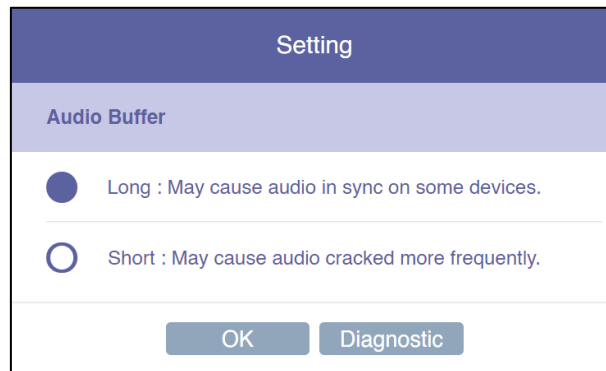 Setting
Audio Buffer
Long : May cause audio in sync on some devices.
Short : May cause audio cracked more frequently.
OK
Diagnostic